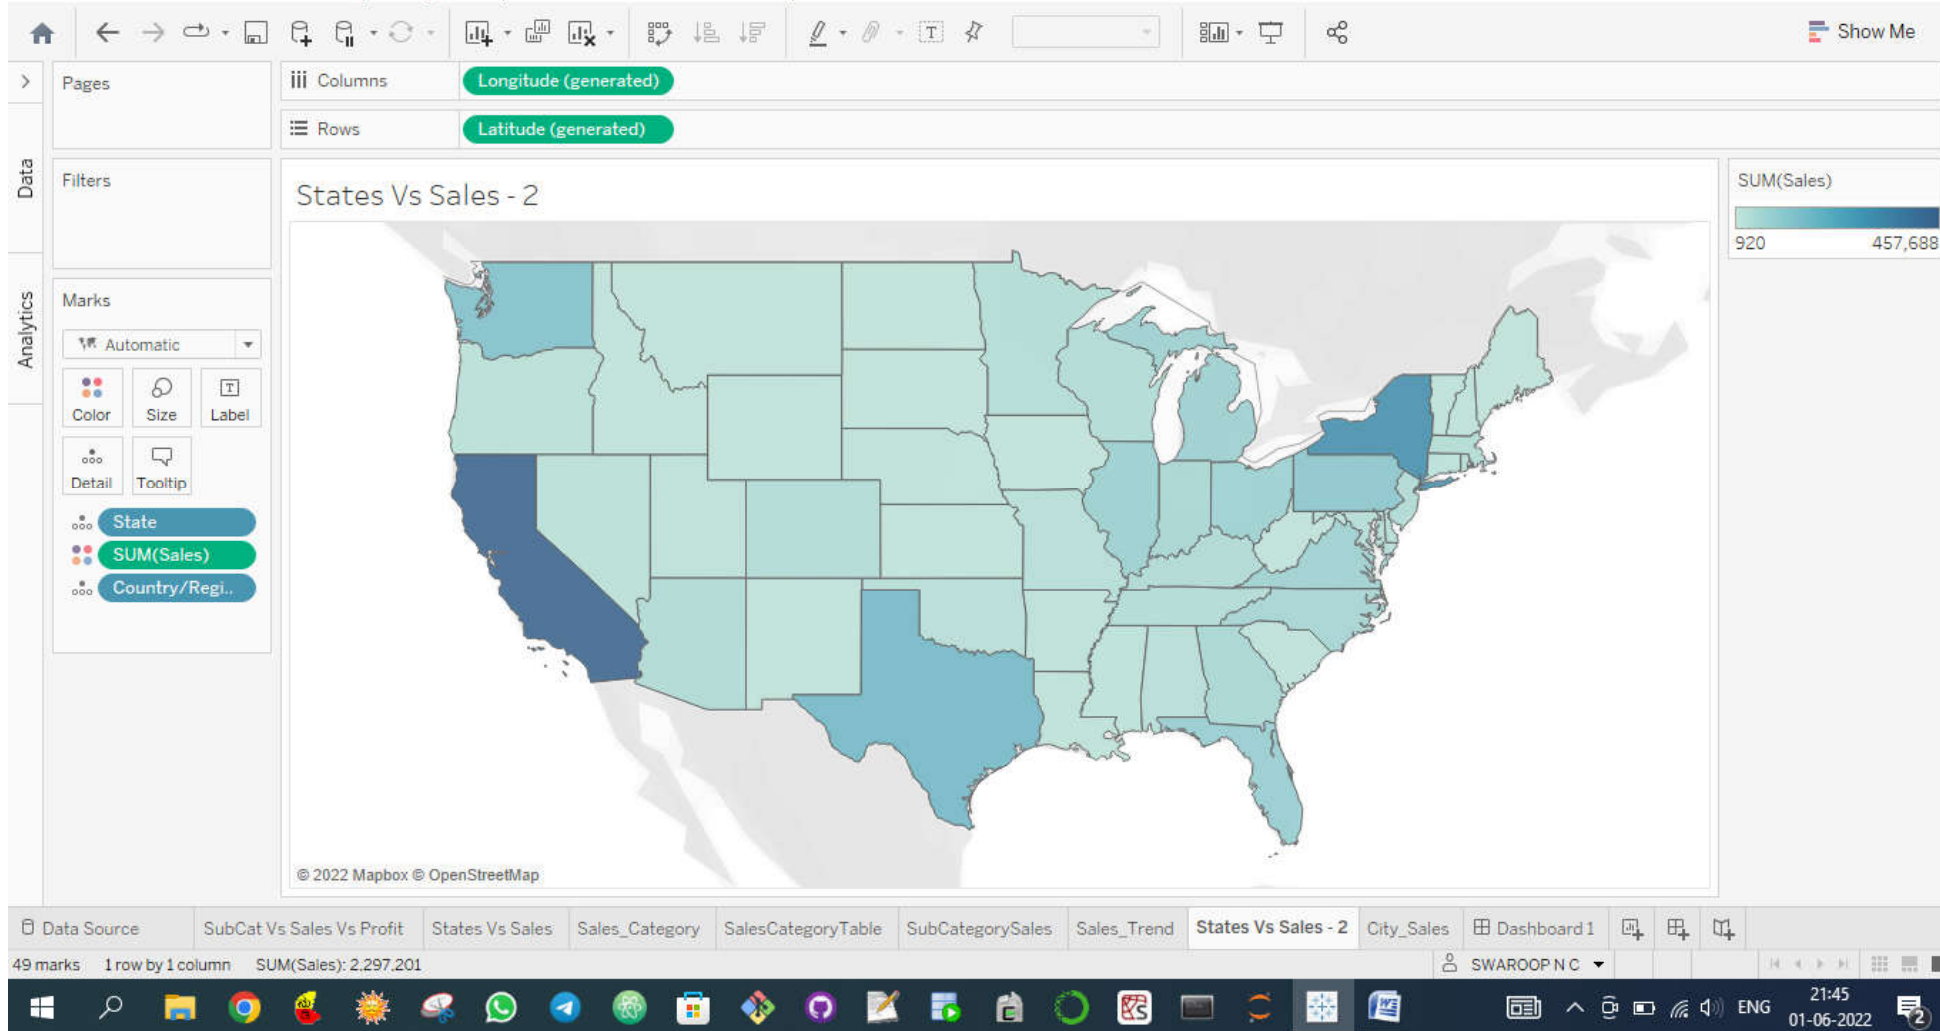 Show Me
Pages
Columns
Longitude (generated)
Rows
Latitude (generated)
Data
Analytics
Filters
Marks
Automatic
Color
Size
Label
Detail
Tooltip
State
SUM(Sales)
Country/Regi..
States Vs Sales - 2
© 2022 Mapbox © OpenStreetMap
SUM(Sales)
920
457,688
Data Source
SubCat Vs Sales Vs Profit
States Vs Sales
Sales_Category
SalesCategoryTable
SubCategorySales
Sales_Trend
States Vs Sales - 2
City_Sales
Dashboard 1
49 marks
1 row by 1 column
SUM(Sales): 2,297,201
SWAROOP N C
ENG
21:45
01-06-2022
2